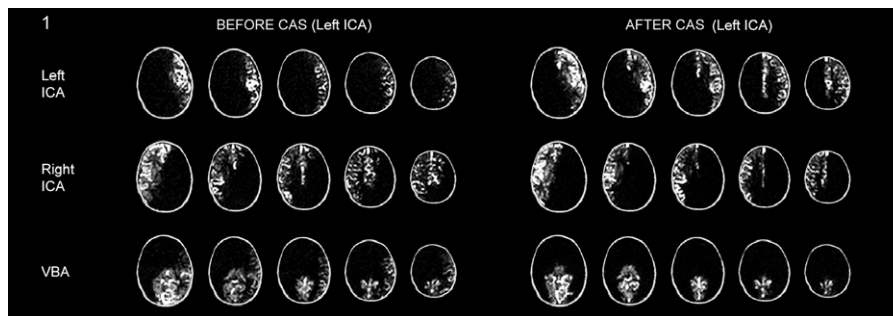 1
BEFORE CAS (Left ICA)
AFTER CAS (Left ICA)
Left
ICA
Right
ICA
VBA